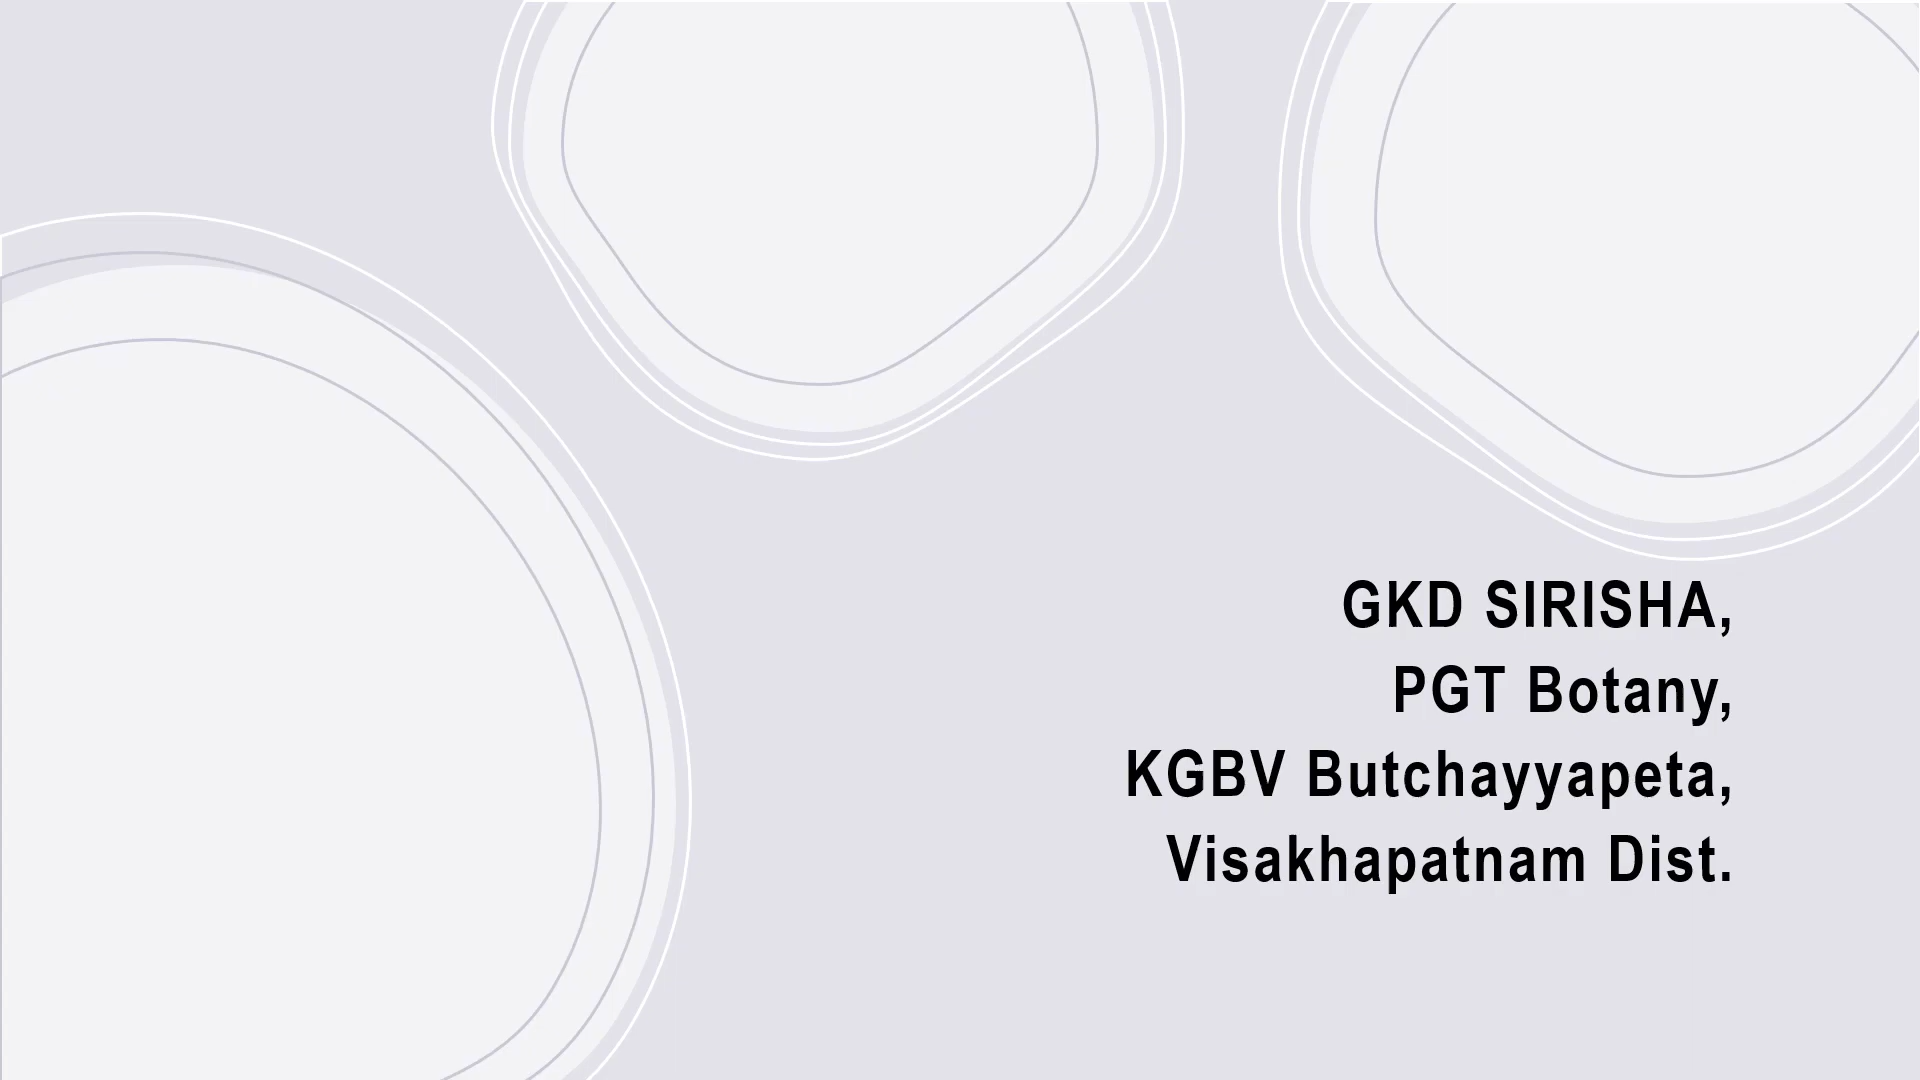 GKD SIRISHA,
PGT Botany,
KGBV Butchayyapeta,
Visakhapatnam Dist.